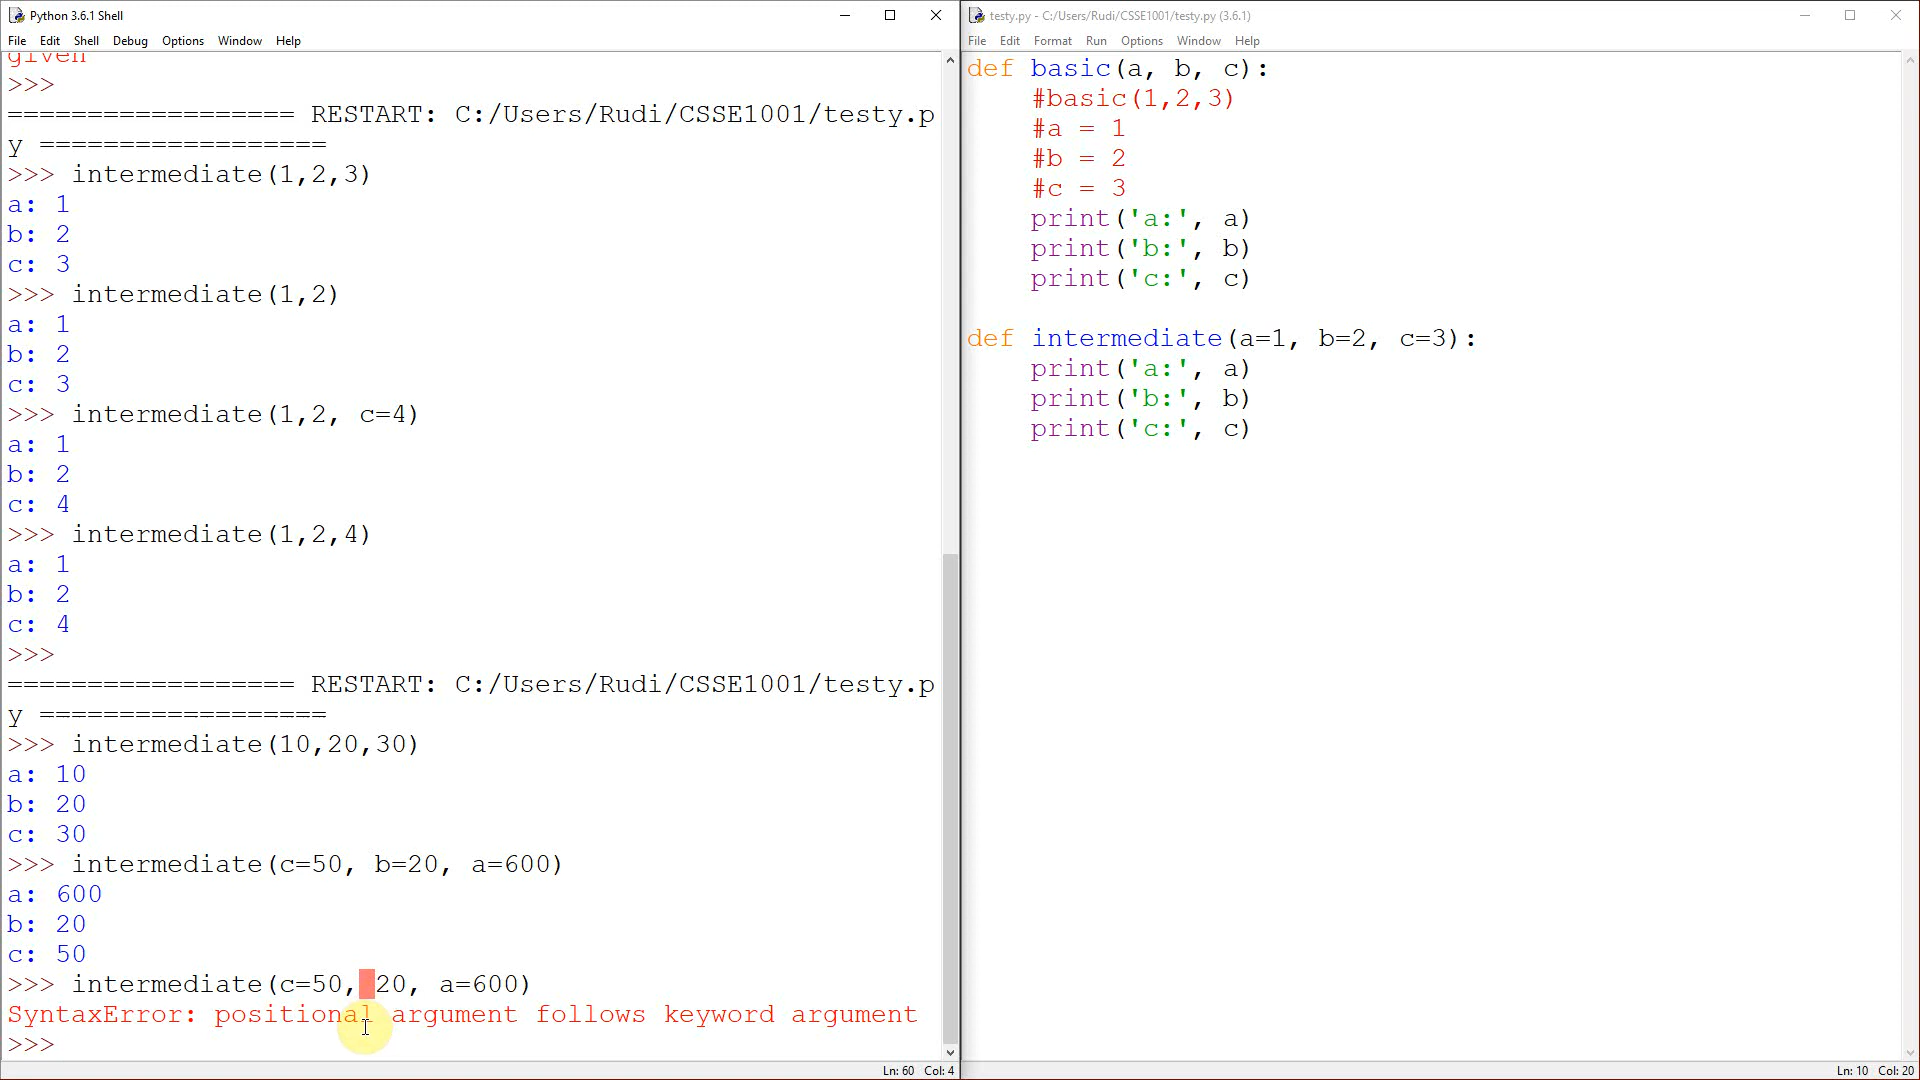 Python 3.6.1 Shell
File Edit Shell Debug Options Window Help
given
>>>
================== RESTART: C:/Users/Rudi/CSSE1001/testy.p
y ==================
>>> intermediate(1,2,3)
a: 1
b: 2
c: 3
>>> intermediate(1,2)
a: 1
b: 2
c: 3
>>> intermediate(1,2, c=4)
a: 1
b: 2
c: 4
>>> intermediate(1,2,4)
a: 1
b: 2
c: 4
>>>
================== RESTART: C:/Users/Rudi/CSSE1001/testy.p
y ==================
>>> intermediate(10,20,30)
a: 10
b: 20
c: 30
>>> intermediate(c=50, b=20, a=600)
a: 600
b: 20
c: 50
>>> intermediate(c=50, 20, a=600)
SyntaxError: positional argument follows keyword argument
>>>
Ln: 60 Col: 4
testy.py - C:/Users/Rudi/CSSE1001/testy.py (3.6.1)
File Edit Format Run Options Window Help
def basic(a, b, c):
    #basic(1,2,3)
    #a = 1
    #b = 2
    #c = 3
    print('a:', a)
    print('b:', b)
    print('c:', c)
def intermediate(a=1, b=2, c=3):
    print('a:', a)
    print('b:', b)
    print('c:', c)
Ln: 10 Col: 20